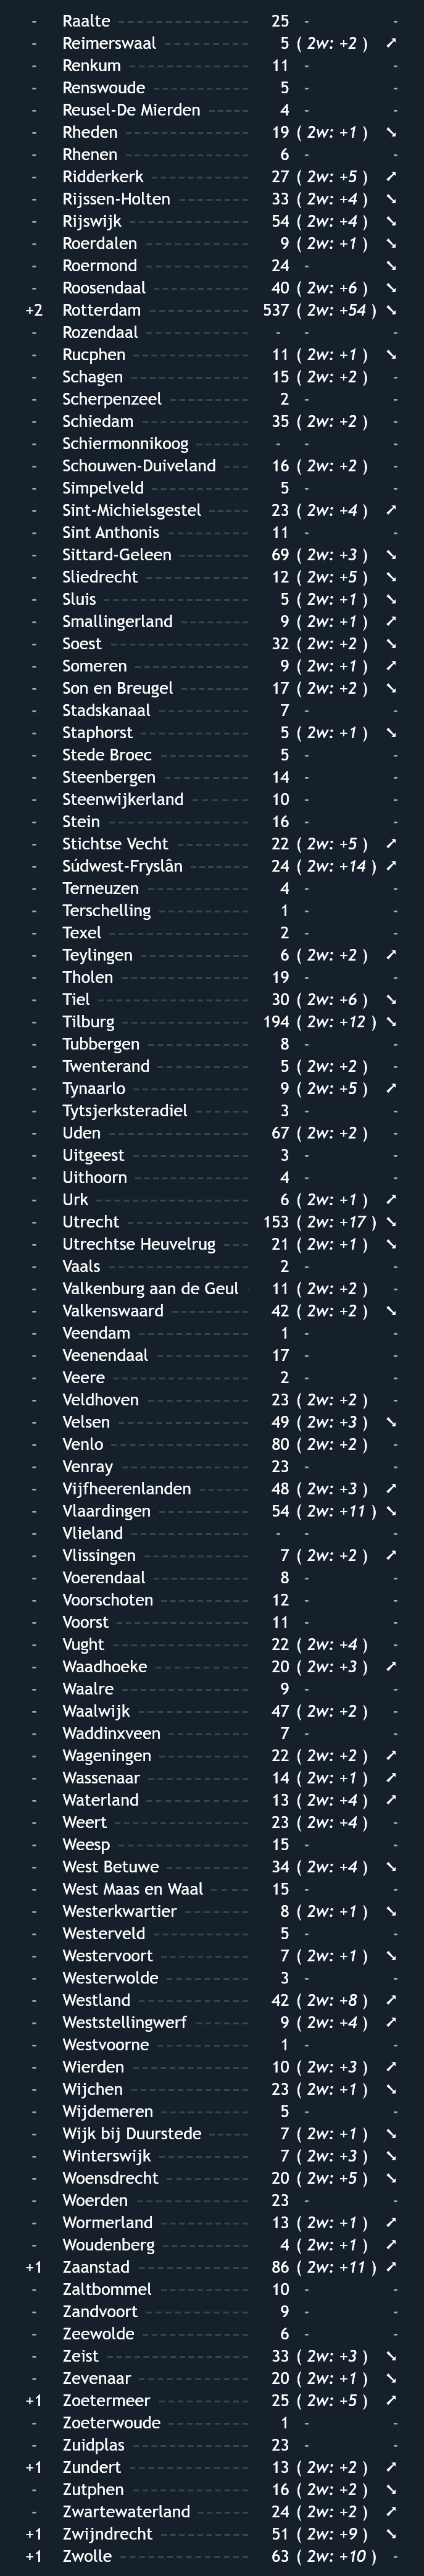 - Raalte 25 - -
- Reimerswaal 5 ( 2w: +2 ) ➚
- Renkum 11 - -
- Renswoude 5 - -
- Reusel-De Mierden 4 - -
- Rheden 19 ( 2w: +1 ) ➘
- Rhenen 6 - -
- Ridderkerk 27 ( 2w: +5 ) ➚
- Rijssen-Holten 33 ( 2w: +4 ) ➘
- Rijswijk 54 ( 2w: +4 ) ➘
- Roerdalen 9 ( 2w: +1 ) ➘
- Roermond 24 - ➘
- Roosendaal 40 ( 2w: +6 ) ➘
+2 Rotterdam 537 ( 2w: +54 ) ➘
- Rozendaal - - -
- Rucphen 11 ( 2w: +1 ) ➘
- Schagen 15 ( 2w: +2 ) -
- Scherpenzeel 2 - -
- Schiedam 35 ( 2w: +2 ) -
- Schiermonnikoog - - -
- Schouwen-Duiveland 16 ( 2w: +2 ) -
- Simpelveld 5 - -
- Sint-Michielsgestel 23 ( 2w: +4 ) ➚
- Sint Anthonis 11 - -
- Sittard-Geleen 69 ( 2w: +3 ) ➘
- Sliedrecht 12 ( 2w: +5 ) ➘
- Sluis 5 ( 2w: +1 ) ➘
- Smallingerland 9 ( 2w: +1 ) ➚
- Soest 32 ( 2w: +2 ) ➘
- Someren 9 ( 2w: +1 ) ➚
- Son en Breugel 17 ( 2w: +2 ) ➘
- Stadskanaal 7 - -
- Staphorst 5 ( 2w: +1 ) ➘
- Stede Broec 5 - -
- Steenbergen 14 - -
- Steenwijkerland 10 - -
- Stein 16 - -
- Stichtse Vecht 22 ( 2w: +5 ) ➚
- Súdwest-Fryslân 24 ( 2w: +14 ) ➚
- Terneuzen 4 - -
- Terschelling 1 - -
- Texel 2 - -
- Teylingen 6 ( 2w: +2 ) ➚
- Tholen 19 - -
- Tiel 30 ( 2w: +6 ) ➘
- Tilburg 194 ( 2w: +12 ) ➘
- Tubbergen 8 - -
- Twenterand 5 ( 2w: +2 ) -
- Tynaarlo 9 ( 2w: +5 ) ➚
- Tytsjerksteradiel 3 - -
- Uden 67 ( 2w: +2 ) -
- Uitgeest 3 - -
- Uithoorn 4 - -
- Urk 6 ( 2w: +1 ) ➚
- Utrecht 153 ( 2w: +17 ) ➘
- Utrechtse Heuvelrug 21 ( 2w: +1 ) ➘
- Vaals 2 - -
- Valkenburg aan de Geul 11 ( 2w: +2 ) -
- Valkenswaard 42 ( 2w: +2 ) ➘
- Veendam 1 - -
- Veenendaal 17 - -
- Veere 2 - -
- Veldhoven 23 ( 2w: +2 ) -
- Velsen 49 ( 2w: +3 ) ➘
- Venlo 80 ( 2w: +2 ) -
- Venray 23 - -
- Vijfheerenlanden 48 ( 2w: +3 ) ➚
- Vlaardingen 54 ( 2w: +11 ) ➘
- Vlieland - - -
- Vlissingen 7 ( 2w: +2 ) ➚
- Voerendaal 8 - -
- Voorschoten 12 - -
- Voorst 11 - -
- Vught 22 ( 2w: +4 ) -
- Waadhoeke 20 ( 2w: +3 ) ➚
- Waalre 9 - -
- Waalwijk 47 ( 2w: +2 ) -
- Waddinxveen 7 - -
- Wageningen 22 ( 2w: +2 ) ➚
- Wassenaar 14 ( 2w: +1 ) ➚
- Waterland 13 ( 2w: +4 ) ➚
- Weert 23 ( 2w: +4 ) -
- Weesp 15 - -
- West Betuwe 34 ( 2w: +4 ) ➘
- West Maas en Waal 15 - -
- Westerkwartier 8 ( 2w: +1 ) ➘
- Westerveld 5 - -
- Westervoort 7 ( 2w: +1 ) ➘
- Westerwolde 3 - -
- Westland 42 ( 2w: +8 ) ➚
- Weststellingwerf 9 ( 2w: +4 ) ➚
- Westvoorne 1 - -
- Wierden 10 ( 2w: +3 ) ➚
- Wijchen 23 ( 2w: +1 ) ➘
- Wijdemeren 5 - -
- Wijk bij Duurstede 7 ( 2w: +1 ) ➘
- Winterswijk 7 ( 2w: +3 ) ➘
- Woensdrecht 20 ( 2w: +5 ) ➘
- Woerden 23 - -
- Wormerland 13 ( 2w: +1 ) ➚
- Woudenberg 4 ( 2w: +1 ) ➚
+1 Zaanstad 86 ( 2w: +11 ) ➚
- Zaltbommel 10 - -
- Zandvoort 9 - -
- Zeewolde 6 - -
- Zeist 33 ( 2w: +3 ) ➘
- Zevenaar 20 ( 2w: +1 ) ➘
+1 Zoetermeer 25 ( 2w: +5 ) ➚
- Zoeterwoude 1 - -
- Zuidplas 23 - -
+1 Zundert 13 ( 2w: +2 ) ➚
- Zutphen 16 ( 2w: +2 ) ➘
- Zwartewaterland 24 ( 2w: +2 ) ➚
+1 Zwijndrecht 51 ( 2w: +9 ) ➘
+1 Zwolle 63 ( 2w: +10 ) -